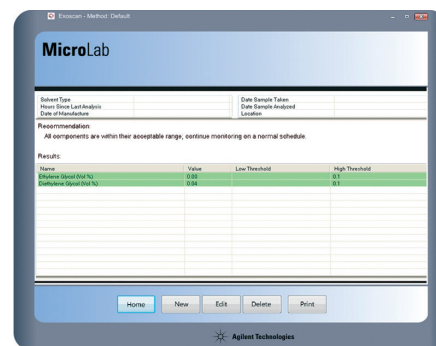 Exoscan - Method: Default
MicroLab
Solvent Type
Hours Since Last Analysis
Date of Manufacture
Date Sample Taken
Date Sample Analyzed
Location
Recommendation:
All components are within their acceptable range, continue monitoring on a normal schedule.
Results:
Name Value Low Threshold High Threshold
Ethylene Glycol (Vol %) 0.00 0.1
Diethylene Glycol (Vol %) 0.04 0.1
Home New Edit Delete Print
Agilent Technologies